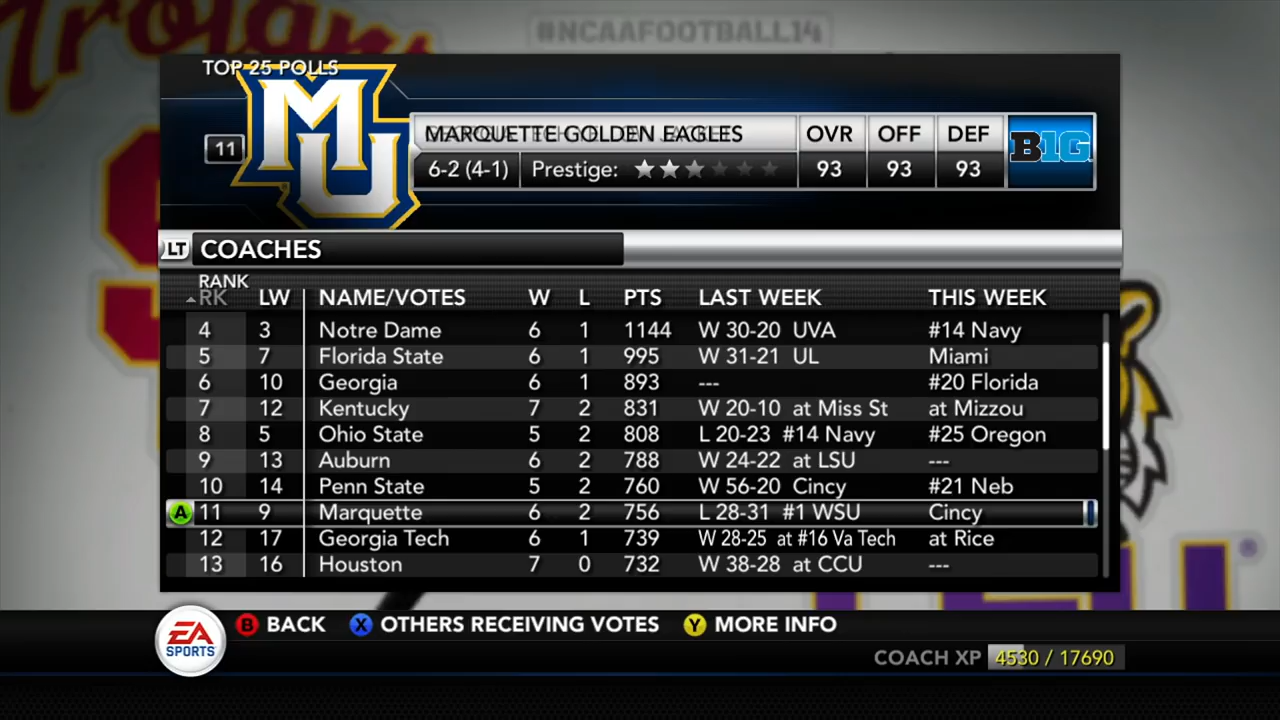 Trojans
#NCAAFOOTBALL14
TOP 25 POLLS
MU
11
MARQUETTE GOLDEN EAGLES
OVR OFF DEF
B1G
6-2 (4-1) Prestige:
93 93 93
LT COACHES
RANK
RK LW NAME/VOTES W L PTS LAST WEEK THIS WEEK
4 3 Notre Dame 6 1 1144 W 30-20 UVA #14 Navy
5 7 Florida State 6 1 995 W 31-21 UL Miami
6 10 Georgia 6 1 893 --- #20 Florida
7 12 Kentucky 7 2 831 W 20-10 at Miss St at Mizzou
8 5 Ohio State 5 2 808 L 20-23 #14 Navy #25 Oregon
9 13 Auburn 6 2 788 W 24-22 at LSU ---
10 14 Penn State 5 2 760 W 56-20 Cincy #21 Neb
A 11 9 Marquette 6 2 756 L 28-31 #1 WSU Cincy
12 17 Georgia Tech 6 1 739 W 28-25 at #16 Va Tech at Rice
13 16 Houston 7 0 732 W 38-28 at CCU ---
EA SPORTS
B BACK X OTHERS RECEIVING VOTES Y MORE INFO
COACH XP 4530 / 17690